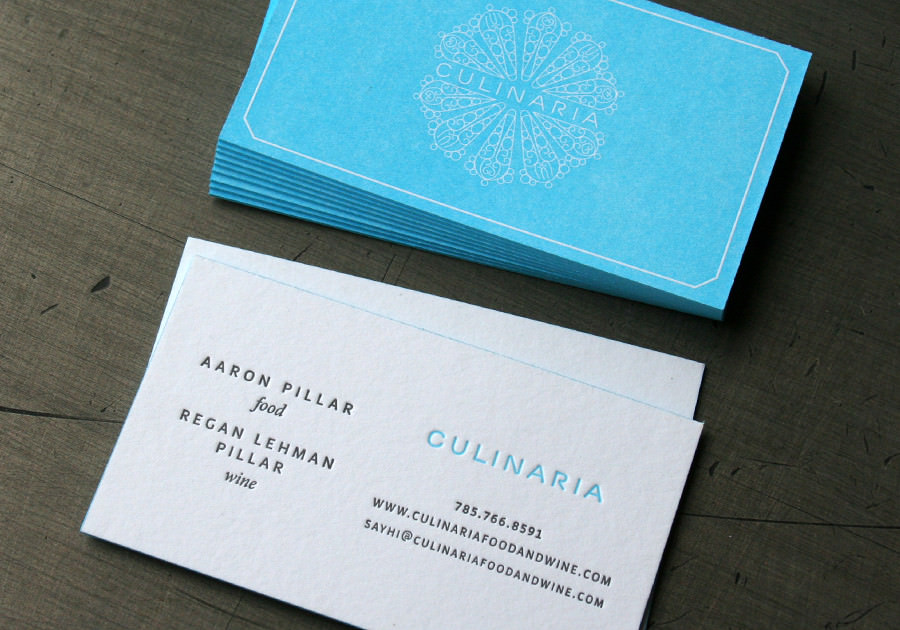 CULINARIA
AARON PILLAR
food
REGAN LEHMAN
PILLAR
wine
CULINARIA
785.766.8591
WWW.CULINARIAFOODANDWINE.COM
SAYHI@CULINARIAFOODANDWINE.COM